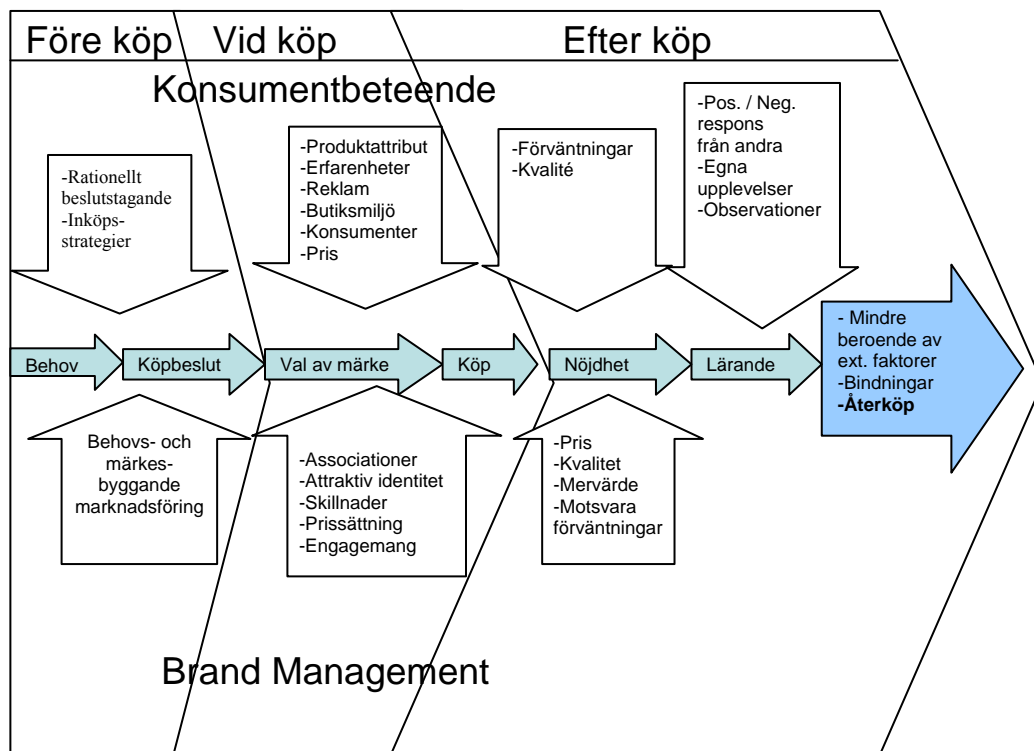 Före köp
Vid köp
Efter köp
Konsumentbeteende
-Rationellt
beslutstagande
-Inköps-
strategier
-Produktattribut
-Erfarenheter
-Reklam
-Butiksmiljö
-Konsumenter
-Pris
-Förväntningar
-Kvalité
-Pos. / Neg.
respons
från andra
-Egna
upplevelser
-Observationer
Behov
Köpbeslut
Val av märke
Köp
Nöjdhet
Lärande
- Mindre
beroende av
ext. faktorer
-Bindningar
-Återköp
Behovs- och
märkes-
byggande
marknadsföring
-Associationer
-Attraktiv identitet
-Skillnader
-Prissättning
-Engagemang
-Pris
-Kvalitet
-Mervärde
-Motsvara
förväntningar
Brand Management